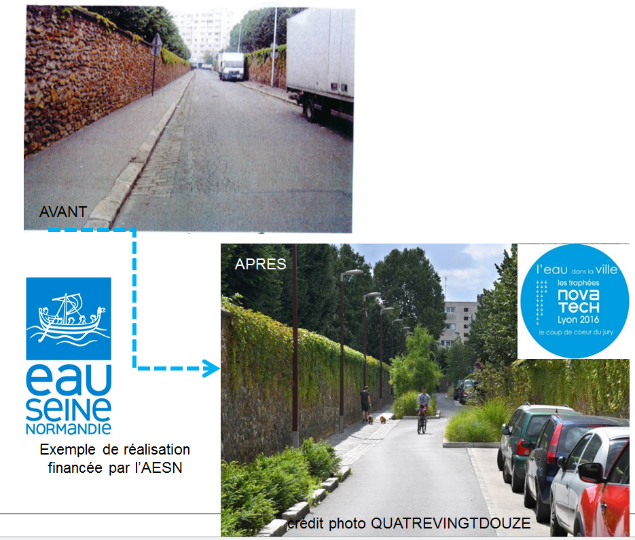 AVANT
APRES
l'eau dans la ville
les trophées
NOVA
TECH
Lyon 2016
le coup de coeur du jury
eau
SEINE
NORMANDIE
Exemple de réalisation
financée par l'AESN
crédit photo QUATREVINGTDOUZE